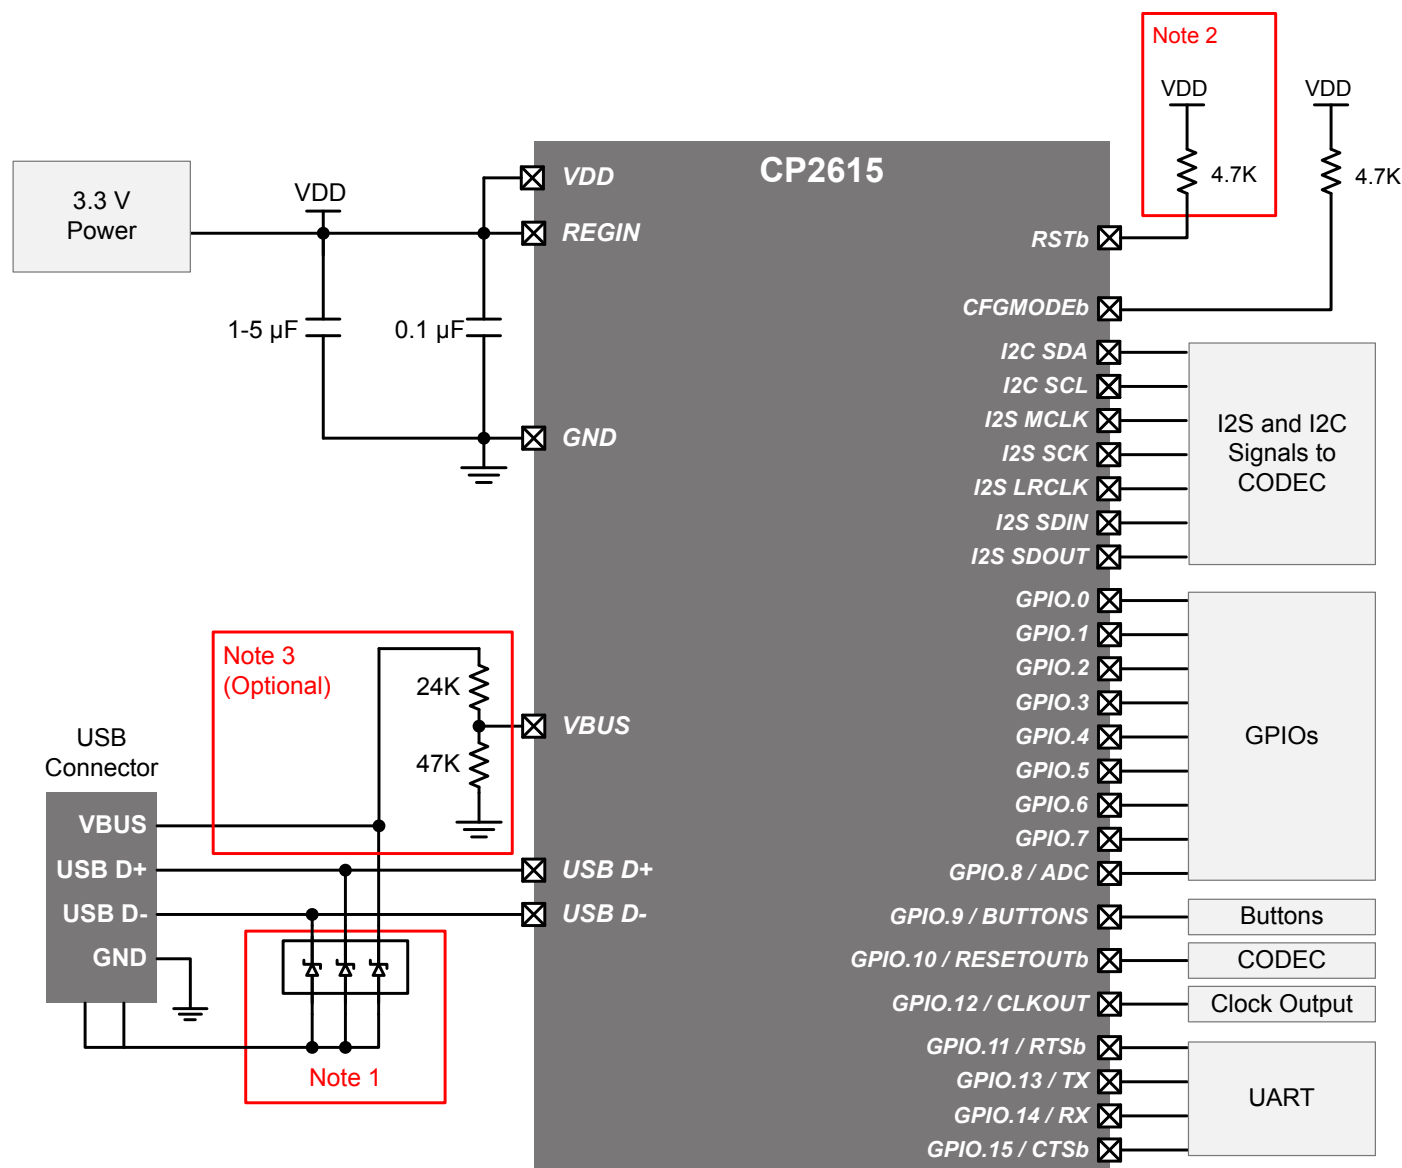 Note 2
VDD
VDD
4.7K
4.7K
CP2615
3.3 V
Power
VDD
VDD
REGIN
1-5 µF
0.1 µF
GND
RSTb
CFGMODEb
I2C SDA
I2C SCL
I2S MCLK
I2S SCK
I2S LRCLK
I2S SDIN
I2S SDOUT
I2S and I2C
Signals to
CODEC
GPIO.0
GPIO.1
GPIO.2
GPIO.3
GPIO.4
GPIO.5
GPIO.6
GPIO.7
GPIO.8 / ADC
GPIOs
Note 3
(Optional)
24K
47K
VBUS
USB
Connector
VBUS
USB D+
USB D-
GND
USB D+
USB D-
Note 1
GPIO.9 / BUTTONS
Buttons
GPIO.10 / RESETOUTb
CODEC
GPIO.12 / CLKOUT
Clock Output
GPIO.11 / RTSb
GPIO.13 / TX
GPIO.14 / RX
GPIO.15 / CTSb
UART